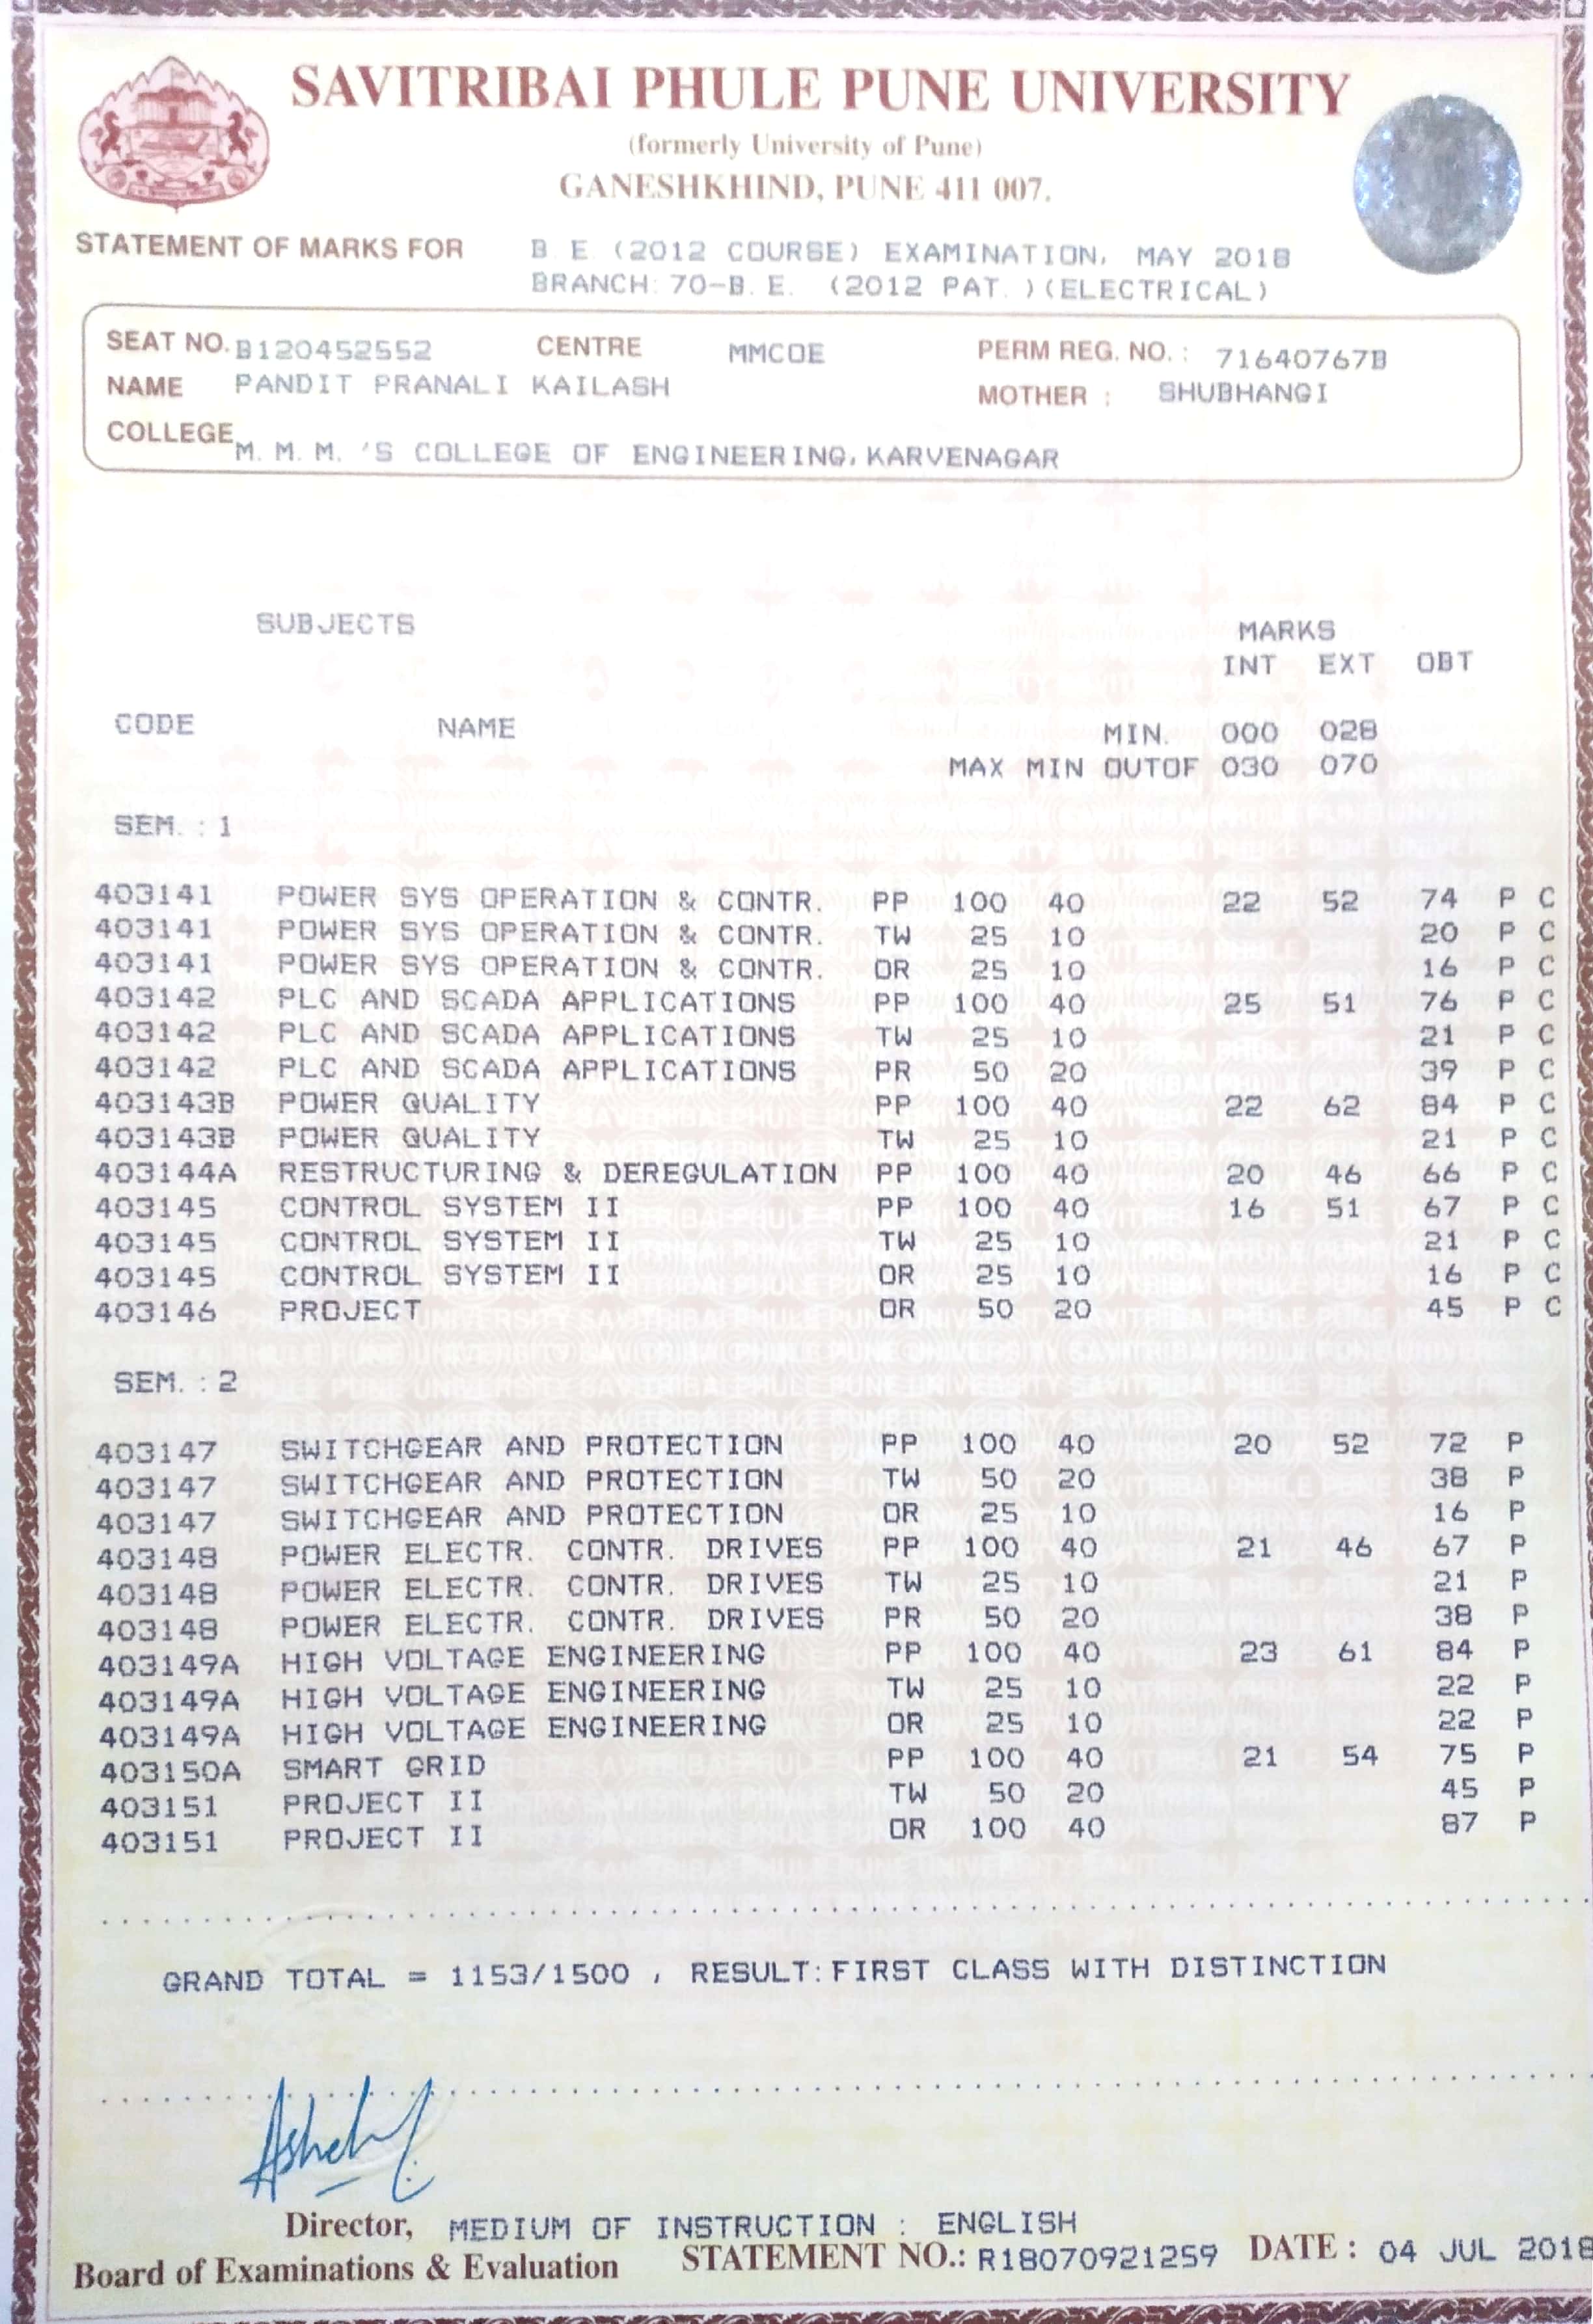 SAVITRIBAI PHULE PUNE UNIVERSITY
(formerly University of Pune)
GANESHKHIND, PUNE 411 007.
STATEMENT OF MARKS FOR B. E. (2012 COURSE) EXAMINATION, MAY 2018
BRANCH: 70-B. E. (2012 PAT. )(ELECTRICAL)
SEAT NO. B120452552 CENTRE MMCOE PERM REG. NO. : 71640767B
NAME PANDIT PRANALI KAILASH MOTHER : SHUBHANGI
COLLEGE M. M. M. 'S COLLEGE OF ENGINEERING, KARVENAGAR
SUBJECTS MARKS
INT EXT OBT
CODE NAME MIN. 000 028
MAX MIN OUTOF 030 070
SEM. : 1
403141 POWER SYS OPERATION & CONTR. PP 100 40 22 52 74 P C
403141 POWER SYS OPERATION & CONTR. TW 25 10 20 P C
403141 POWER SYS OPERATION & CONTR. OR 25 10 16 P C
403142 PLC AND SCADA APPLICATIONS PP 100 40 25 51 76 P C
403142 PLC AND SCADA APPLICATIONS TW 25 10 21 P C
403142 PLC AND SCADA APPLICATIONS PR 50 20 39 P C
403143B POWER QUALITY PP 100 40 22 62 84 P C
403143B POWER QUALITY TW 25 10 21 P C
403144A RESTRUCTURING & DEREGULATION PP 100 40 20 46 66 P C
403145 CONTROL SYSTEM II PP 100 40 16 51 67 P C
403145 CONTROL SYSTEM II TW 25 10 21 P C
403145 CONTROL SYSTEM II OR 25 10 16 P C
403146 PROJECT OR 50 20 45 P C
SEM. : 2
403147 SWITCHGEAR AND PROTECTION PP 100 40 20 52 72 P
403147 SWITCHGEAR AND PROTECTION TW 50 20 38 P
403147 SWITCHGEAR AND PROTECTION OR 25 10 16 P
403148 POWER ELECTR. CONTR. DRIVES PP 100 40 21 46 67 P
403148 POWER ELECTR. CONTR. DRIVES TW 25 10 21 P
403148 POWER ELECTR. CONTR. DRIVES PR 50 20 38 P
403149A HIGH VOLTAGE ENGINEERING PP 100 40 23 61 84 P
403149A HIGH VOLTAGE ENGINEERING TW 25 10 22 P
403149A HIGH VOLTAGE ENGINEERING OR 25 10 22 P
403150A SMART GRID PP 100 40 21 54 75 P
403151 PROJECT II TW 50 20 45 P
403151 PROJECT II OR 100 40 87 P
GRAND TOTAL = 1153/1500 , RESULT: FIRST CLASS WITH DISTINCTION
Director, MEDIUM OF INSTRUCTION : ENGLISH
Board of Examinations & Evaluation STATEMENT NO.: R18070921259 DATE : 04 JUL 2018